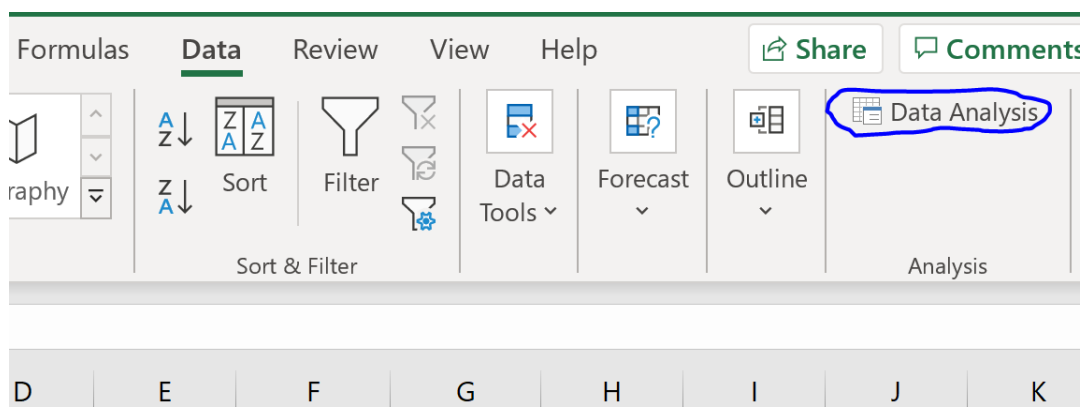 Formulas Data Review View Help Share Comments
Data Analysis
raphy Sort Filter Data Tools Forecast Outline
Sort & Filter Analysis
D E F G H I J K